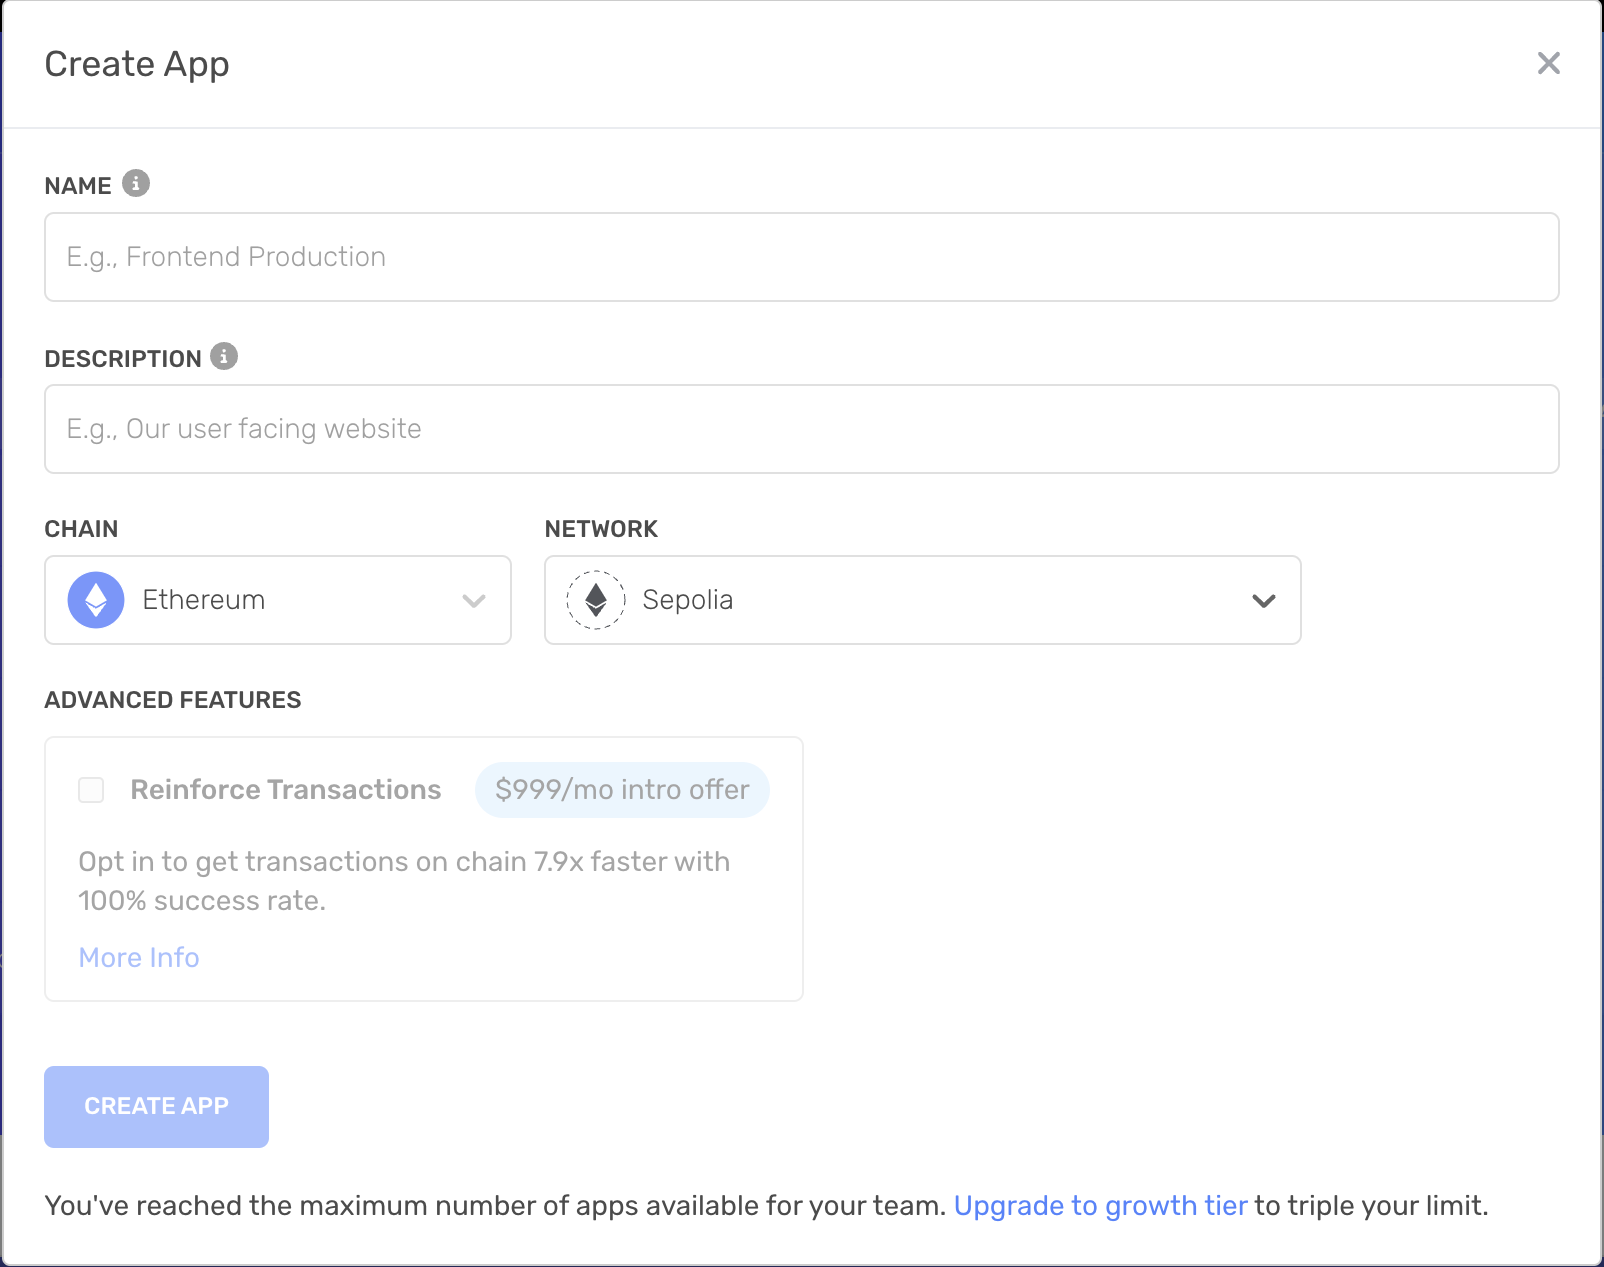 Create App
NAME
E.g., Frontend Production
DESCRIPTION
E.g., Our user facing website
CHAIN
NETWORK
Ethereum
Sepolia
ADVANCED FEATURES
Reinforce Transactions
$999/mo intro offer
Opt in to get transactions on chain 7.9x faster with
100% success rate.
More Info
CREATE APP
You've reached the maximum number of apps available for your team. Upgrade to growth tier to triple your limit.